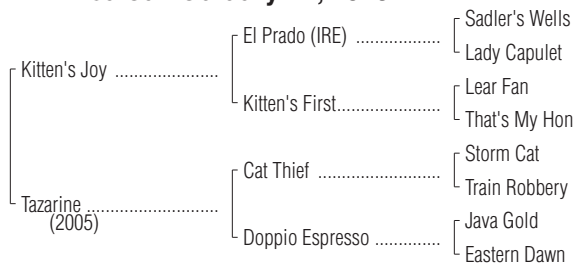 Kitten's Joy ......................
El Prado (IRE) ..................
Sadler's Wells
Lady Capulet
Kitten's First......................
Lear Fan
That's My Hon
Tazarine ............................
(2005)
Cat Thief ..........................
Storm Cat
Train Robbery
Doppio Espresso ..............
Java Gold
Eastern Dawn